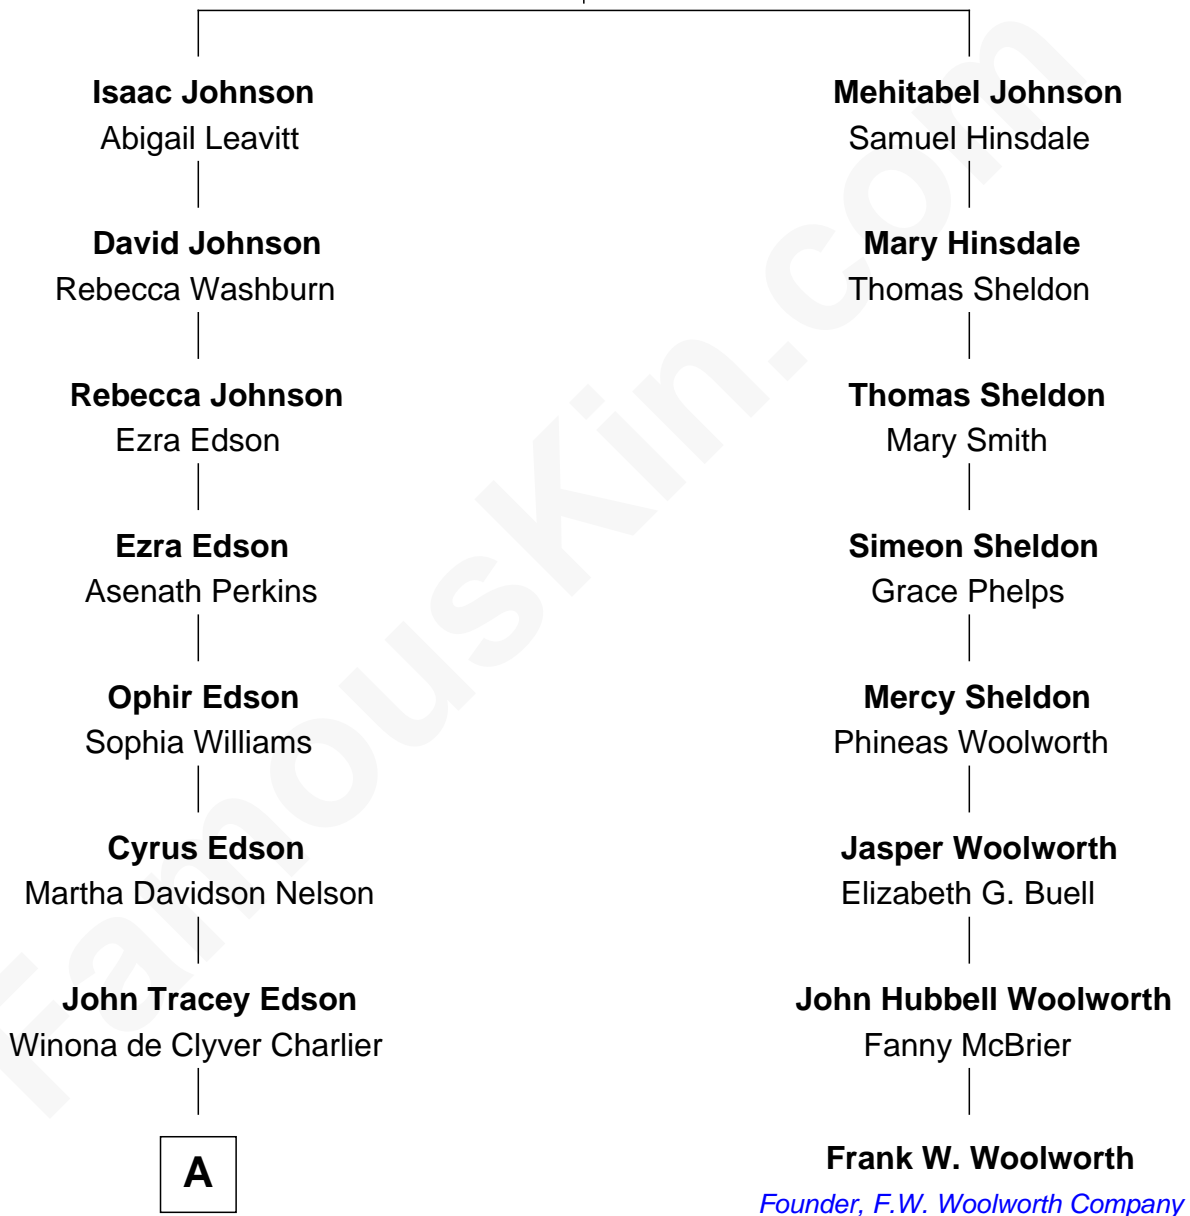 Isaac Johnson
Abigail Leavitt
Mehitabel Johnson
Samuel Hinsdale
David Johnson
Rebecca Washburn
Mary Hinsdale
Thomas Sheldon
Rebecca Johnson
Ezra Edson
Thomas Sheldon
Mary Smith
Ezra Edson
Asenath Perkins
Simeon Sheldon
Grace Phelps
Ophir Edson
Sophia Williams
Mercy Sheldon
Phineas Woolworth
Cyrus Edson
Martha Davidson Nelson
Jasper Woolworth
Elizabeth G. Buell
John Tracey Edson
Winona de Clyver Charlier
John Hubbell Woolworth
Fanny McBrier
A
Frank W. Woolworth
Founder, F.W. Woolworth Company
FamousKin.com